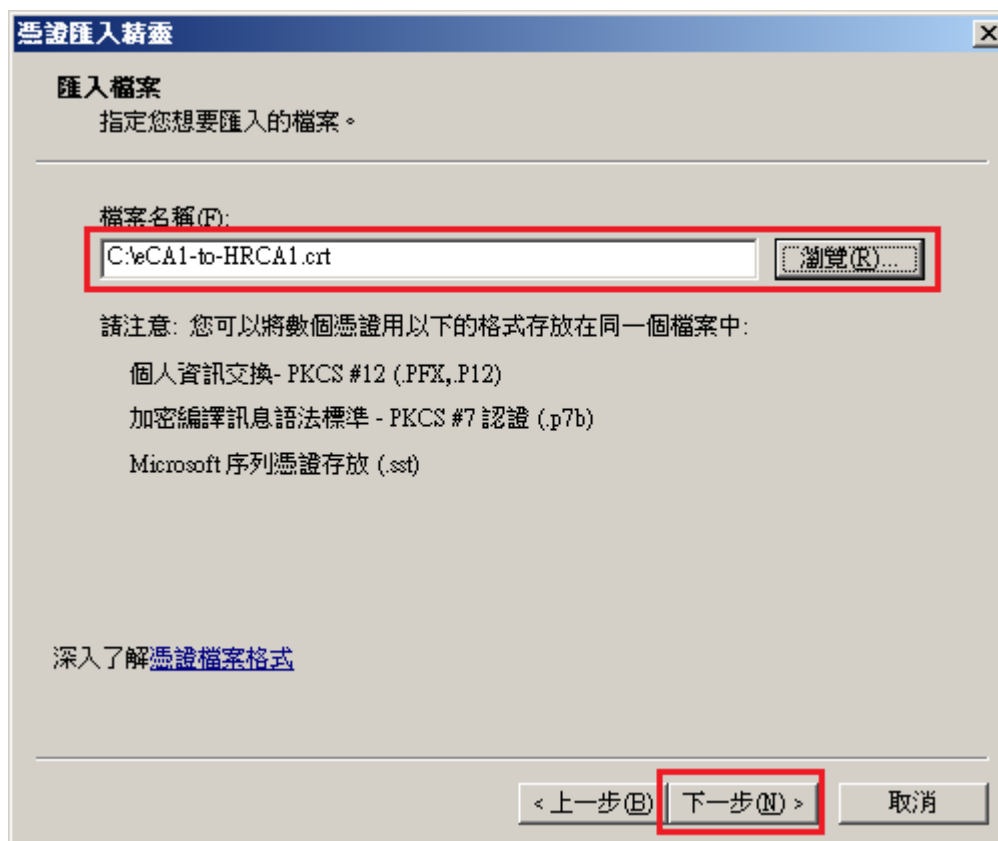 憑證匯入精靈
匯入檔案
指定您想要匯入的檔案。
檔案名稱(F):
C:\eCA1-to-HRCA1.crt
瀏覽(R)...
請注意: 您可以將數個憑證用以下的格式存放在同一個檔案中:
個人資訊交換- PKCS #12 (.PFX,.P12)
加密編譯訊息語法標準 - PKCS #7 認證 (.p7b)
Microsoft 序列憑證存放 (.sst)
深入了解憑證檔案格式
< 上一步(B) 下一步(N) > 取消